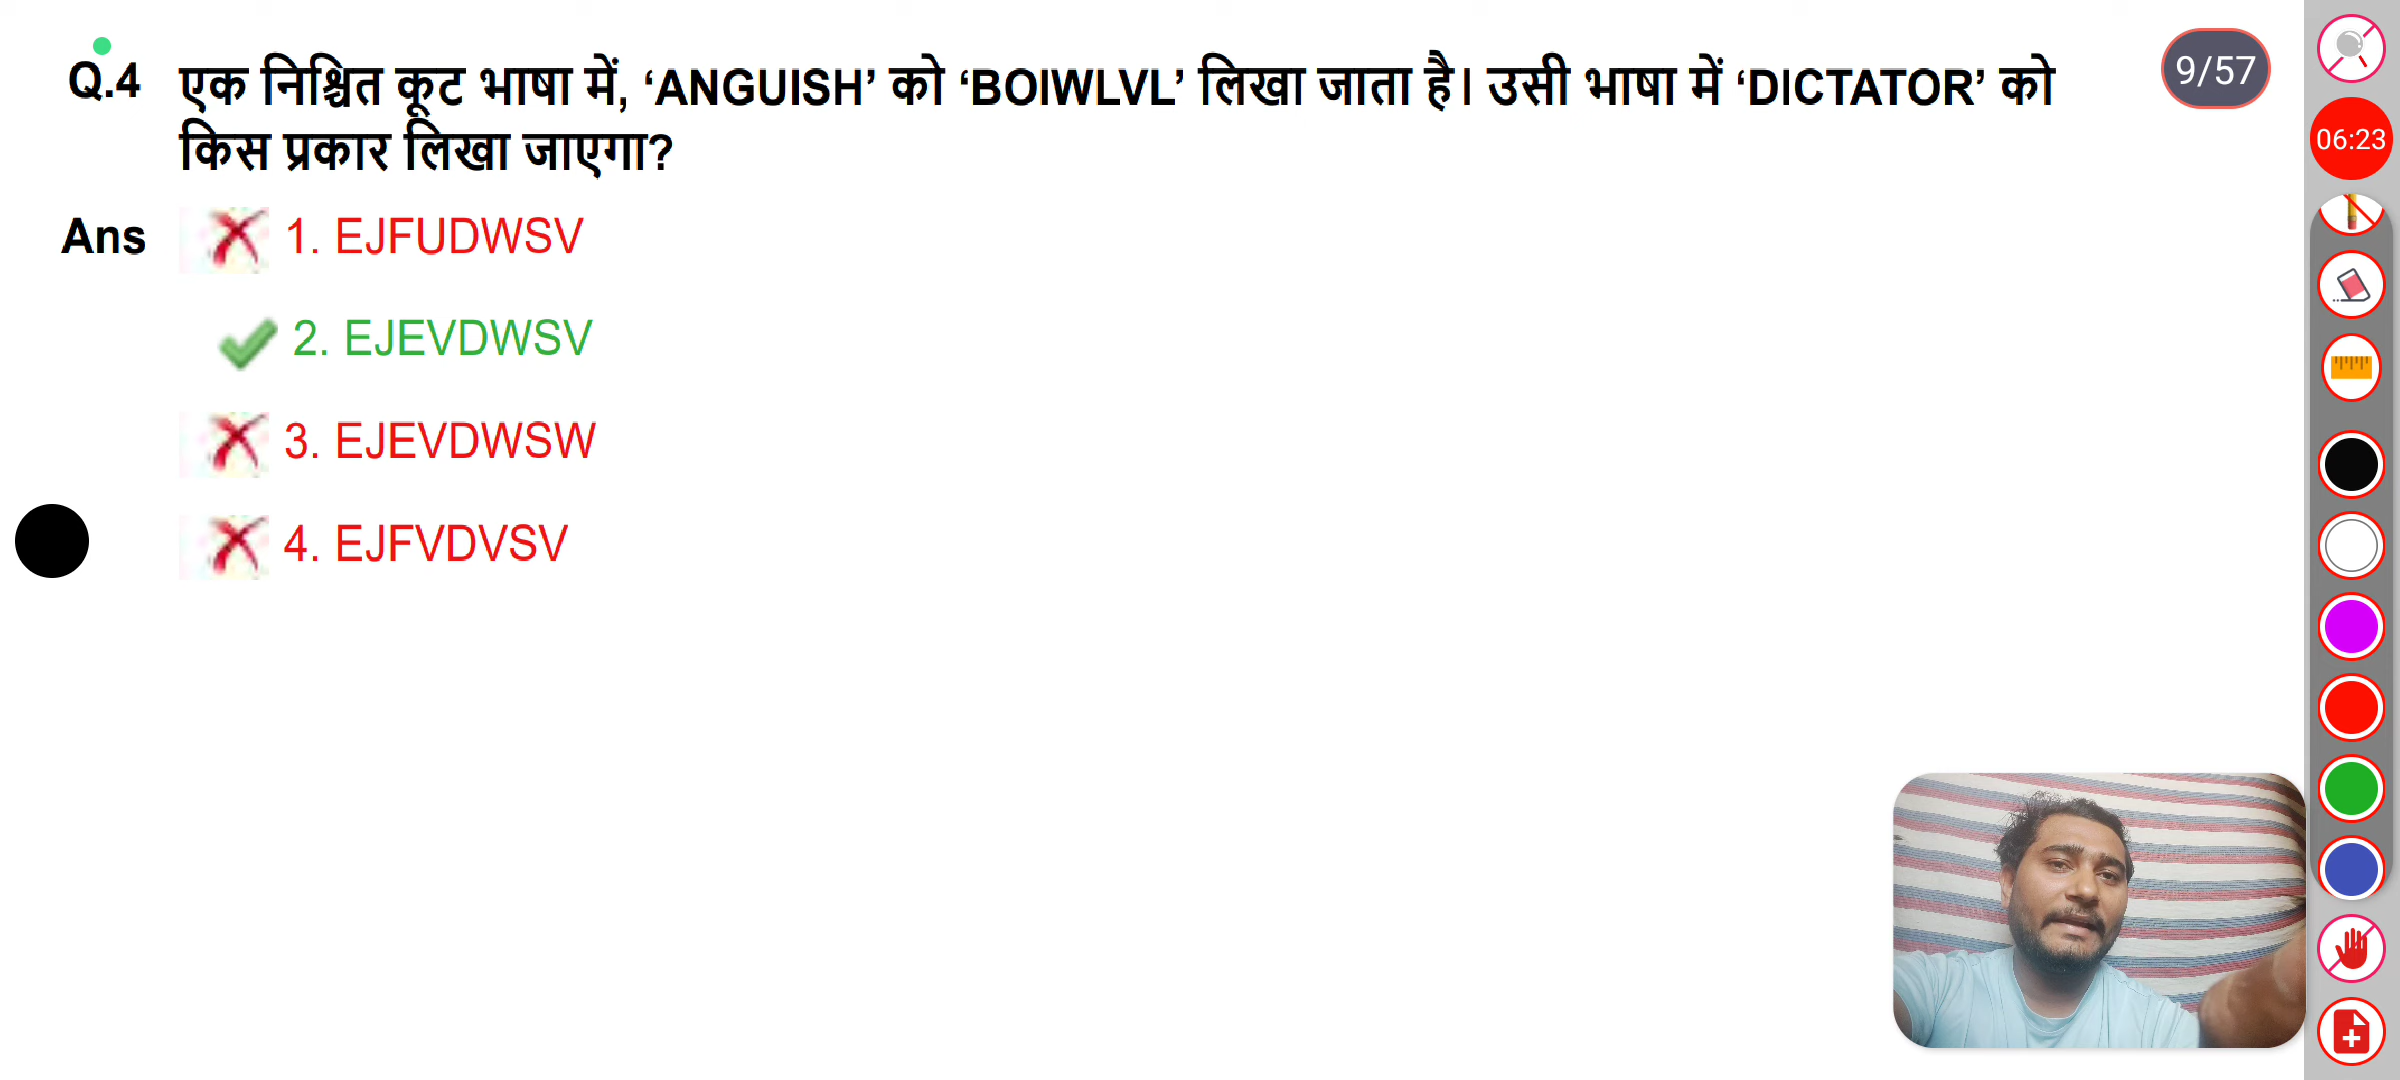 Q.4 एक निश्चित कूट भाषा में, ‘ANGUISH’ को ‘BOIWLVL’ लिखा जाता है। उसी भाषा में ‘DICTATOR’ को
किस प्रकार लिखा जाएगा?
Ans 1. EJFUDWSV
2. EJEVDWSV
3. EJEVDWSW
4. EJFVDVSV
9/57
06:23